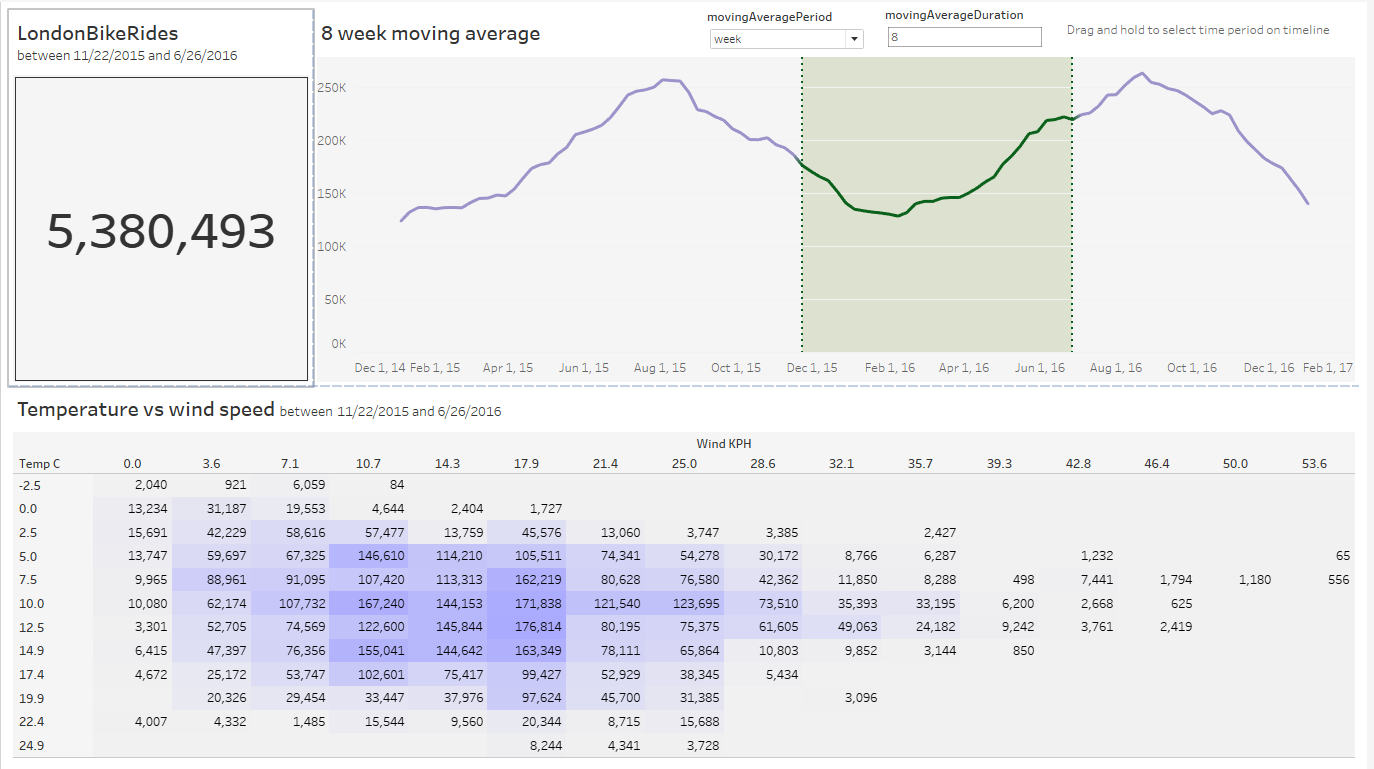 LondonBikeRides
between 11/22/2015 and 6/26/2016
5,380,493
8 week moving average
movingAveragePeriod
week
movingAverageDuration
8
Drag and hold to select time period on timeline
250K
200K
150K
100K
50K
0K
Dec 1, 14 Feb 1, 15 Apr 1, 15 Jun 1, 15 Aug 1, 15 Oct 1, 15 Dec 1, 15 Feb 1, 16 Apr 1, 16 Jun 1, 16 Aug 1, 16 Oct 1, 16 Dec 1, 16 Feb 1, 17
Temperature vs wind speed between 11/22/2015 and 6/26/2016
Wind KPH
Temp C 0.0 3.6 7.1 10.7 14.3 17.9 21.4 25.0 28.6 32.1 35.7 39.3 42.8 46.4 50.0 53.6
-2.5 2,040 921 6,059 84
0.0 13,234 31,187 19,553 4,644 2,404 1,727
2.5 15,691 42,229 58,616 57,477 13,759 45,576 13,060 3,747 3,385 2,427
5.0 13,747 59,697 67,325 146,610 114,210 105,511 74,341 54,278 30,172 8,766 6,287 1,232 65
7.5 9,965 88,961 91,095 107,420 113,313 162,219 80,628 76,580 42,362 11,850 8,288 498 7,441 1,794 1,180 556
10.0 10,080 62,174 107,732 167,240 144,153 171,838 121,540 123,695 73,510 35,393 33,195 6,200 2,668 625
12.5 3,301 52,705 74,569 122,600 145,844 176,814 80,195 75,375 61,605 49,063 24,182 9,242 3,761 2,419
14.9 6,415 47,397 76,356 155,041 144,642 163,349 78,111 65,864 10,803 9,852 3,144 850
17.4 4,672 25,172 53,747 102,601 75,417 99,427 52,929 38,345 5,434
19.9 20,326 29,454 33,447 37,976 97,624 45,700 31,385 3,096
22.4 4,007 4,332 1,485 15,544 9,560 20,344 8,715 15,688
24.9 8,244 4,341 3,728